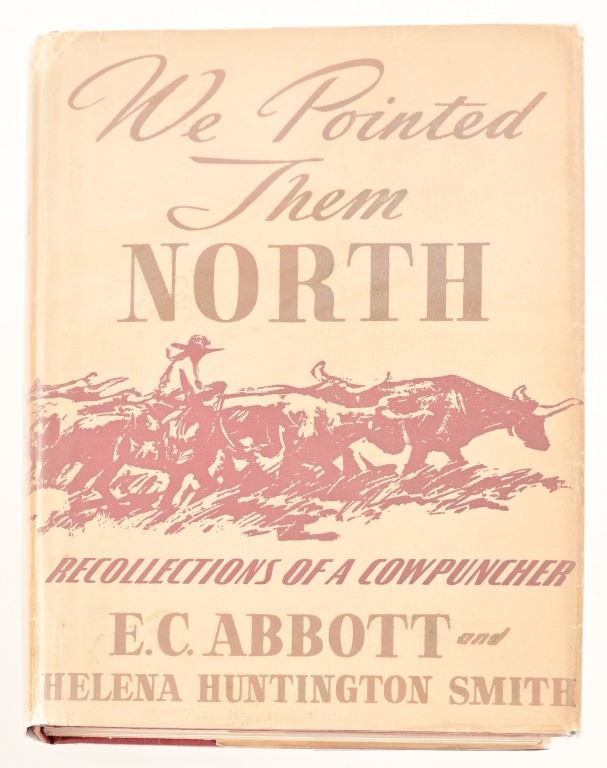 We Pointed
Them
NORTH
RECOLLECTIONS OF A COWPUNCHER
E.C. ABBOTT and
HELENA HUNTINGTON SMITH